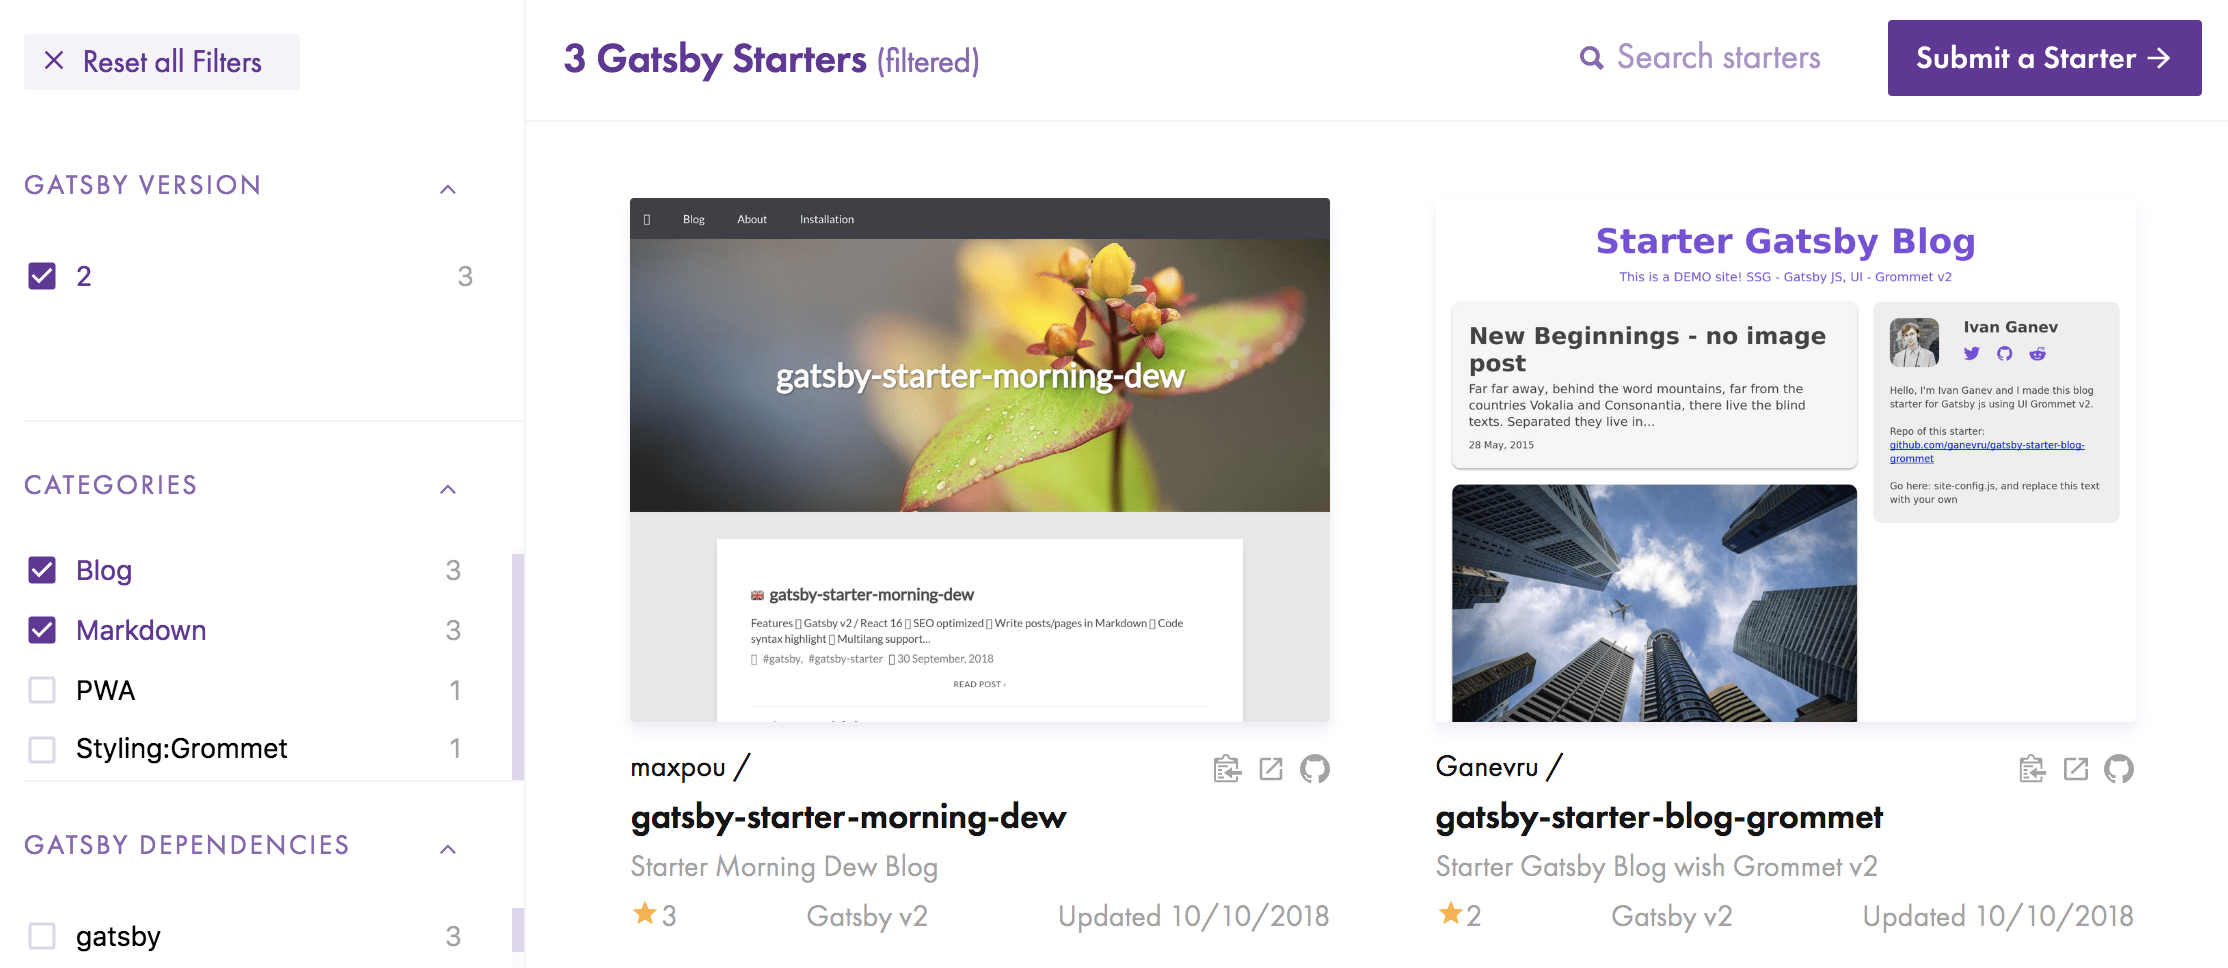 Reset all Filters
GATSBY VERSION
2 3
CATEGORIES
Blog 3
Markdown 3
PWA 1
Styling:Grommet 1
GATSBY DEPENDENCIES
gatsby 3
3 Gatsby Starters (filtered)
Search starters
Submit a Starter →
Blog About Installation
gatsby-starter-morning-dew
gatsby-starter-morning-dew
Features ▯ Gatsby v2 / React 16 ▯ SEO optimized ▯ Write posts/pages in Markdown ▯ Code
syntax highlight ▯ Multilang support...
#gatsby, #gatsby-starter ▯ 30 September, 2018
READ POST ›
maxpou /
gatsby-starter-morning-dew
Starter Morning Dew Blog
3 Gatsby v2 Updated 10/10/2018
Starter Gatsby Blog
This is a DEMO site! SSG - Gatsby JS, UI - Grommet v2
New Beginnings - no image
post
Far far away, behind the word mountains, far from the
countries Vokalia and Consonantia, there live the blind
texts. Separated they live in...
28 May, 2015
Ivan Ganev
Hello, I'm Ivan Ganev and I made this blog
starter for Gatsby js using UI Grommet v2.
Repo of this starter:
github.com/ganevru/gatsby-starter-blog-
grommet
Go here: site-config.js, and replace this text
with your own
Ganevru /
gatsby-starter-blog-grommet
Starter Gatsby Blog wish Grommet v2
2 Gatsby v2 Updated 10/10/2018